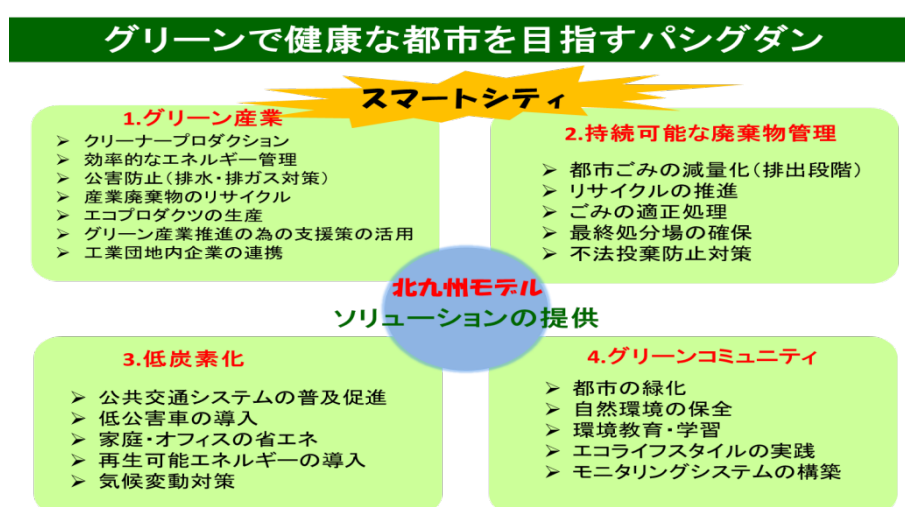 グリーンで健康な都市を目指すパシグダン
スマートシティ
1.グリーン産業
➢ クリーナープロダクション
➢ 効率的なエネルギー管理
➢ 公害防止(排水・排ガス対策)
➢ 産業廃棄物のリサイクル
➢ エコプロダクツの生産
➢ グリーン産業推進の為の支援策の活用
➢ 工業団地内企業の連携
2.持続可能な廃棄物管理
➢ 都市ごみの減量化(排出段階)
➢ リサイクルの推進
➢ ごみの適正処理
➢ 最終処分場の確保
➢ 不法投棄防止対策
北九州モデル
ソリューションの提供
3.低炭素化
➢ 公共交通システムの普及促進
➢ 低公害車の導入
➢ 家庭・オフィスの省エネ
➢ 再生可能エネルギーの導入
➢ 気候変動対策
4.グリーンコミュニティ
➢ 都市の緑化
➢ 自然環境の保全
➢ 環境教育・学習
➢ エコライフスタイルの実践
➢ モニタリングシステムの構築